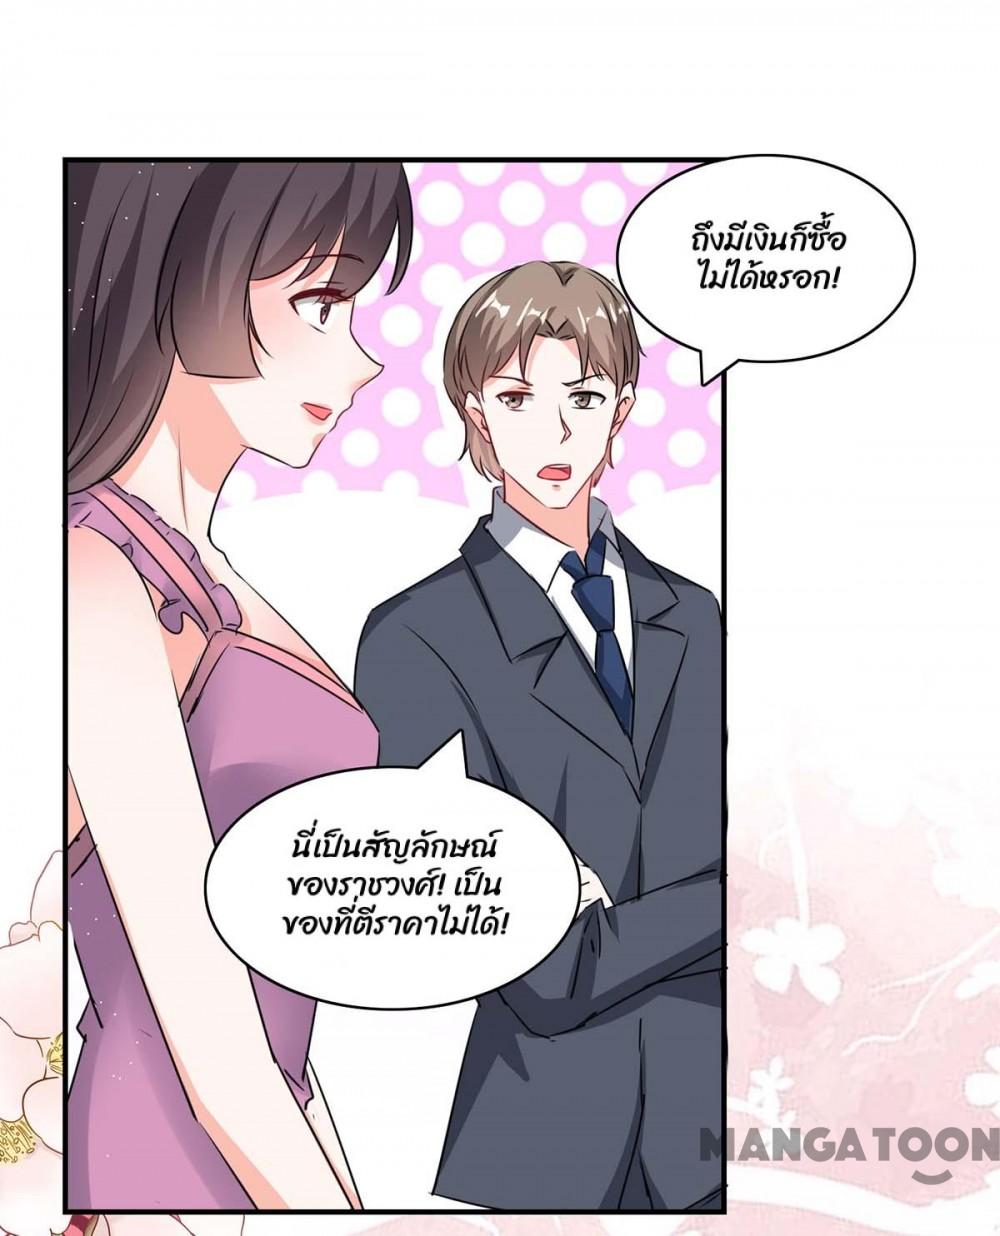 ถึงมีเงินก็ซื้อ
ไม่ได้หรอก!
นี่เป็นสัญลักษณ์
ของราชวงศ์! เป็น
ของที่ตีราคาไม่ได้!
MANGATOON